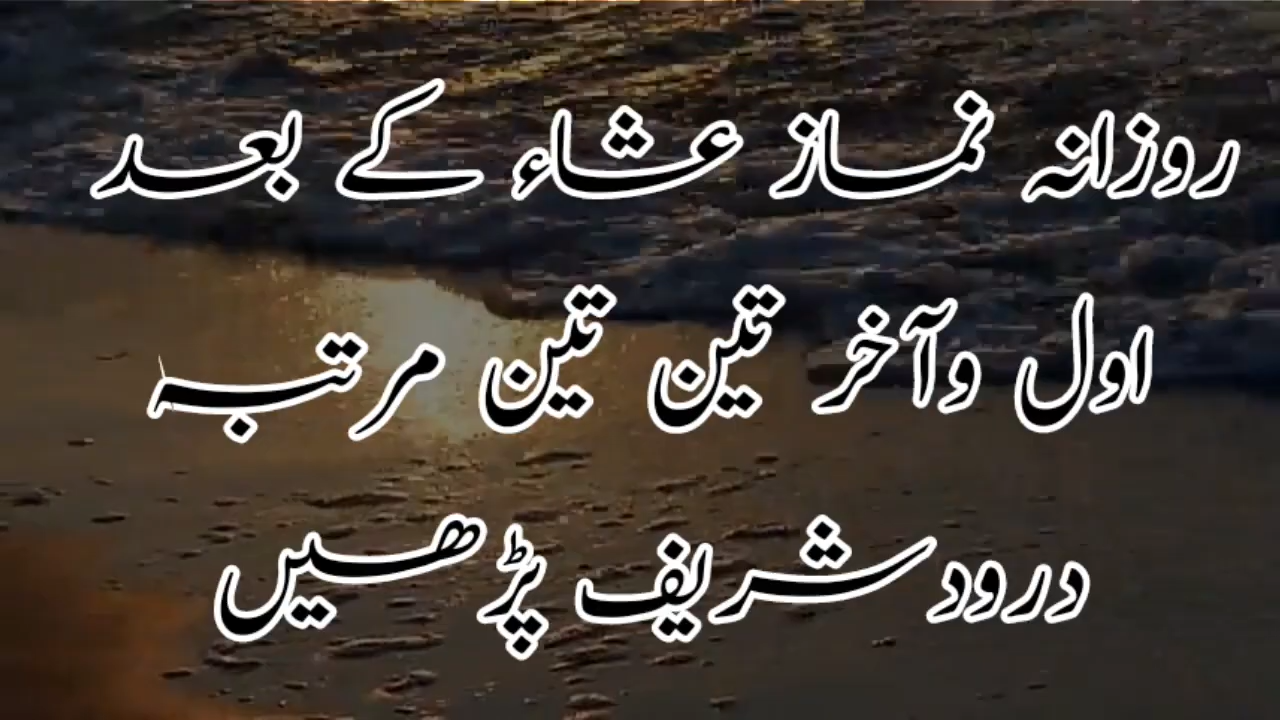 روزانہ نماز عشاء کے بعد
اول وآخر تین تین مرتبہ
درود شریف پڑھیں